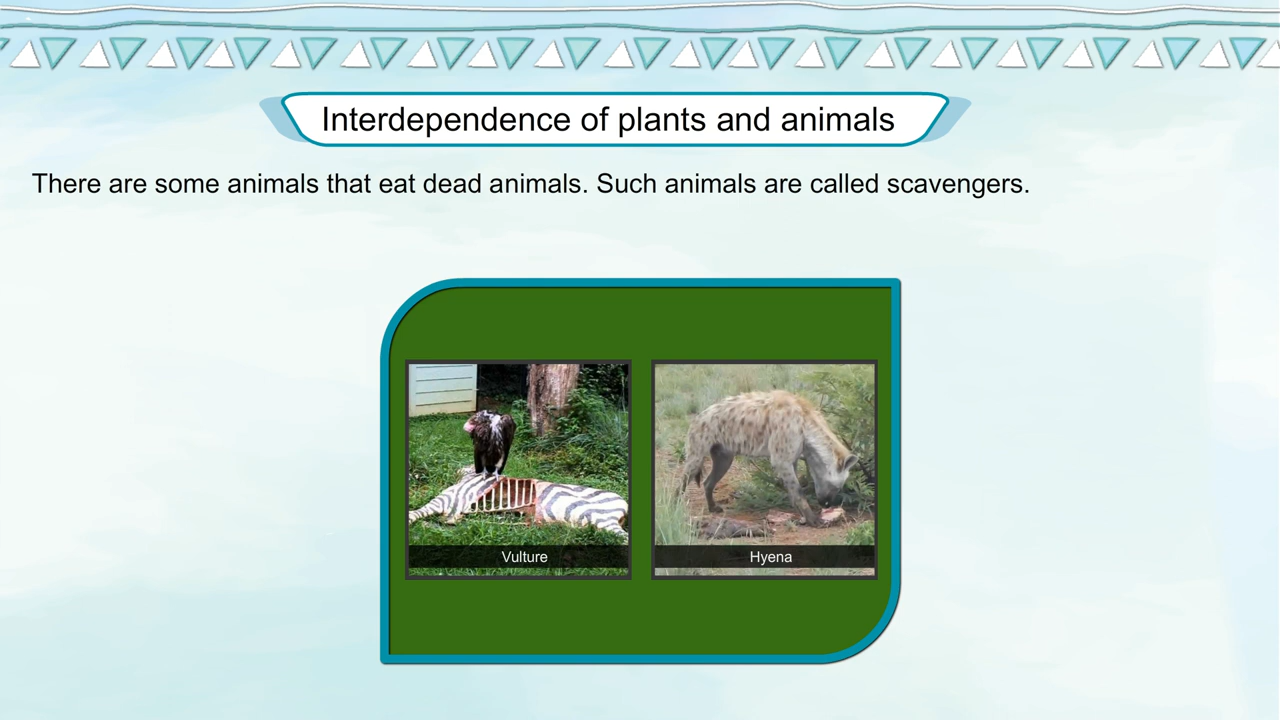 Interdependence of plants and animals
There are some animals that eat dead animals. Such animals are called scavengers.
Vulture
Hyena